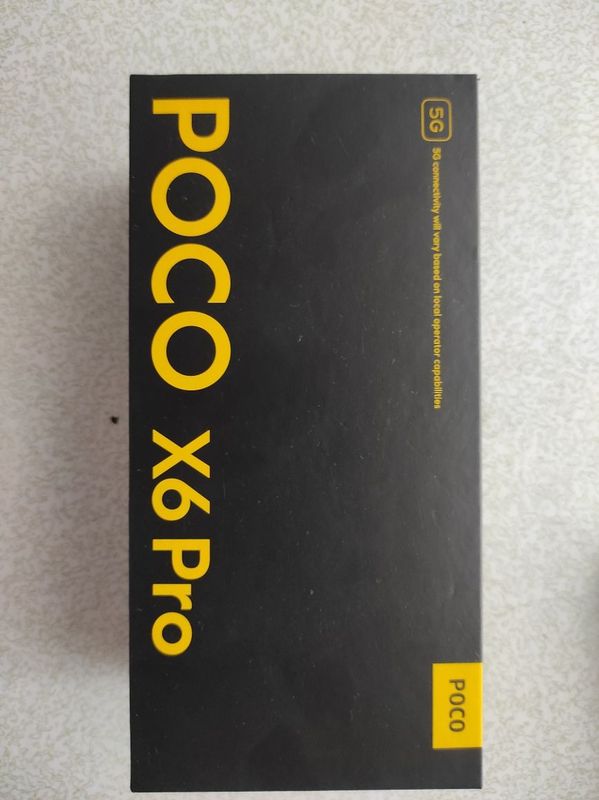 5G
5G connectivity will vary based on local operator capabilities
POCO
POCO X6 Pro